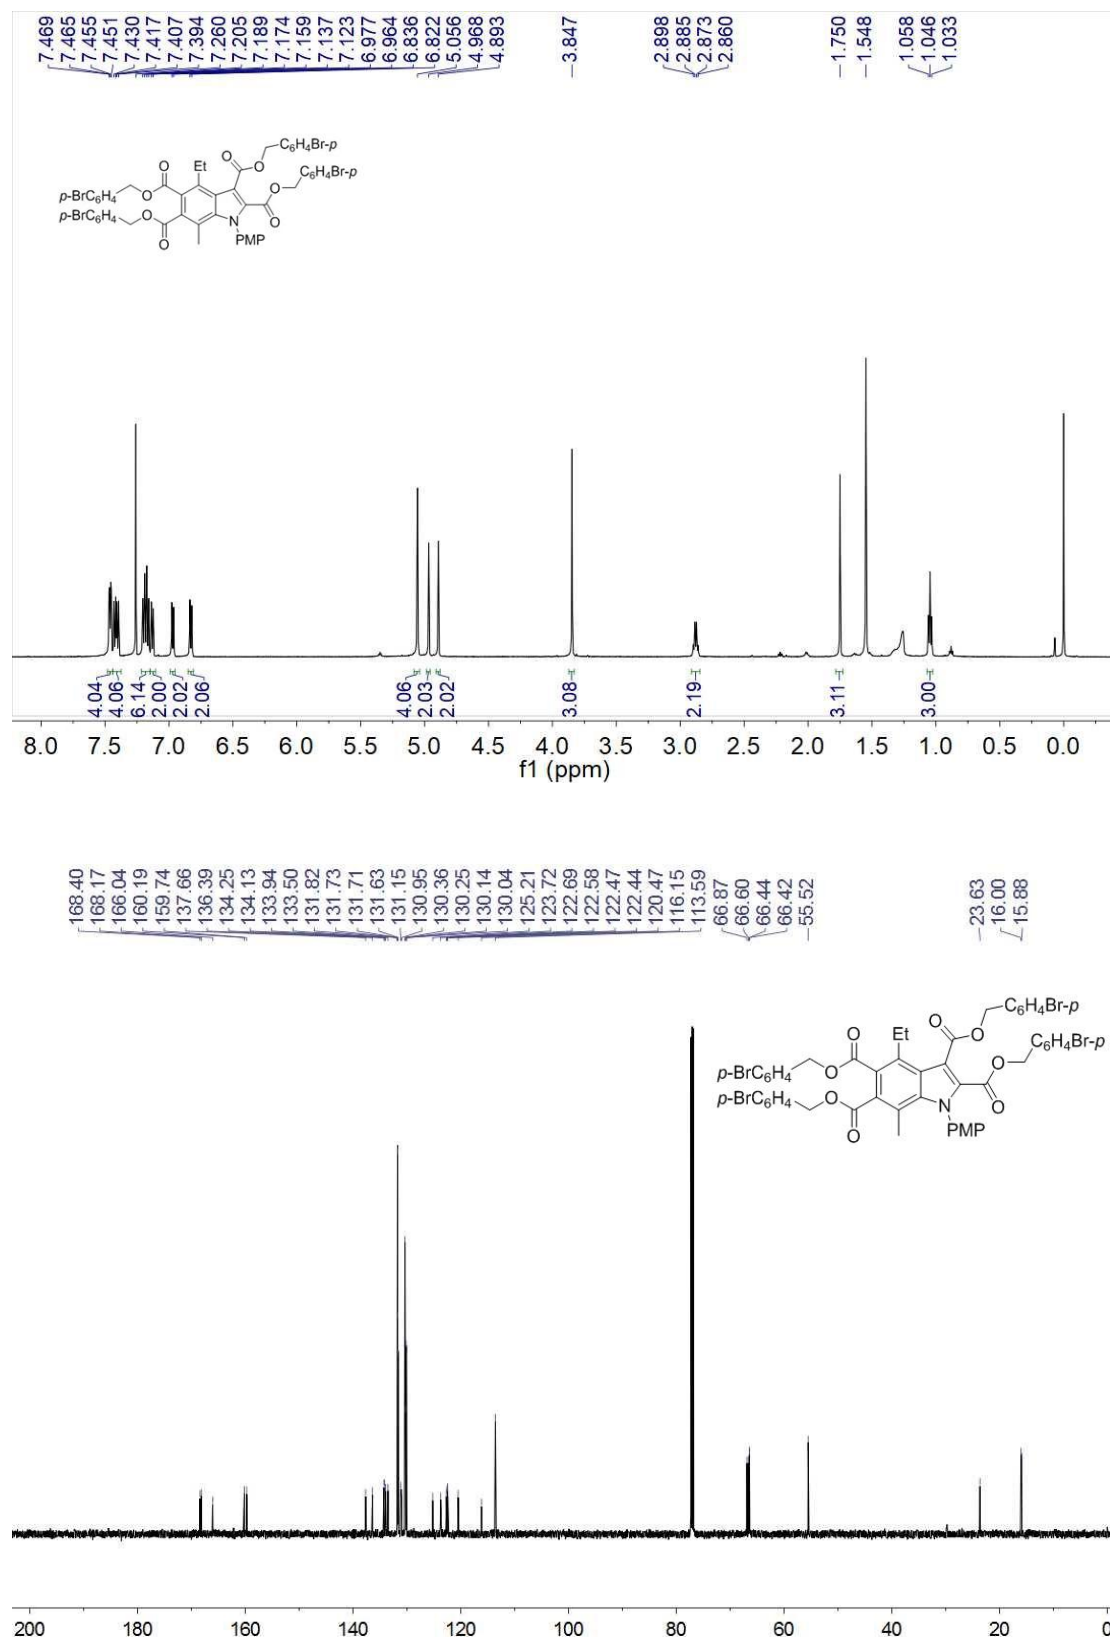 7.469
7.465
7.455
7.451
7.430
7.417
7.407
7.394
7.260
7.205
7.189
7.174
7.159
7.137
7.123
6.977
6.964
6.836
6.822
5.056
4.968
4.893
3.847
2.898
2.885
2.873
2.860
1.750
1.548
1.058
1.046
1.033
C6H4Br-p
O
Et
O
O
C6H4Br-p
O
p-BrC6H4
O
p-BrC6H4
O
O
N
O
PMP
4.04
4.06
6.14
2.00
2.02
2.06
4.06
2.03
2.02
3.08
2.19
3.11
3.00
8.0 7.5 7.0 6.5 6.0 5.5 5.0 4.5 4.0 3.5 3.0 2.5 2.0 1.5 1.0 0.5 0.0
f1 (ppm)
168.40
168.17
166.04
160.19
159.74
137.66
136.39
134.25
134.13
133.94
133.50
131.82
131.73
131.71
131.63
131.15
130.95
130.36
130.25
130.14
130.04
125.21
123.72
122.69
122.58
122.47
122.44
120.47
116.15
113.59
66.87
66.60
66.44
66.42
55.52
23.63
16.00
15.88
C6H4Br-p
O
Et
O
O
C6H4Br-p
O
p-BrC6H4
O
p-BrC6H4
O
O
N
O
PMP
200 180 160 140 120 100 80 60 40 20 0